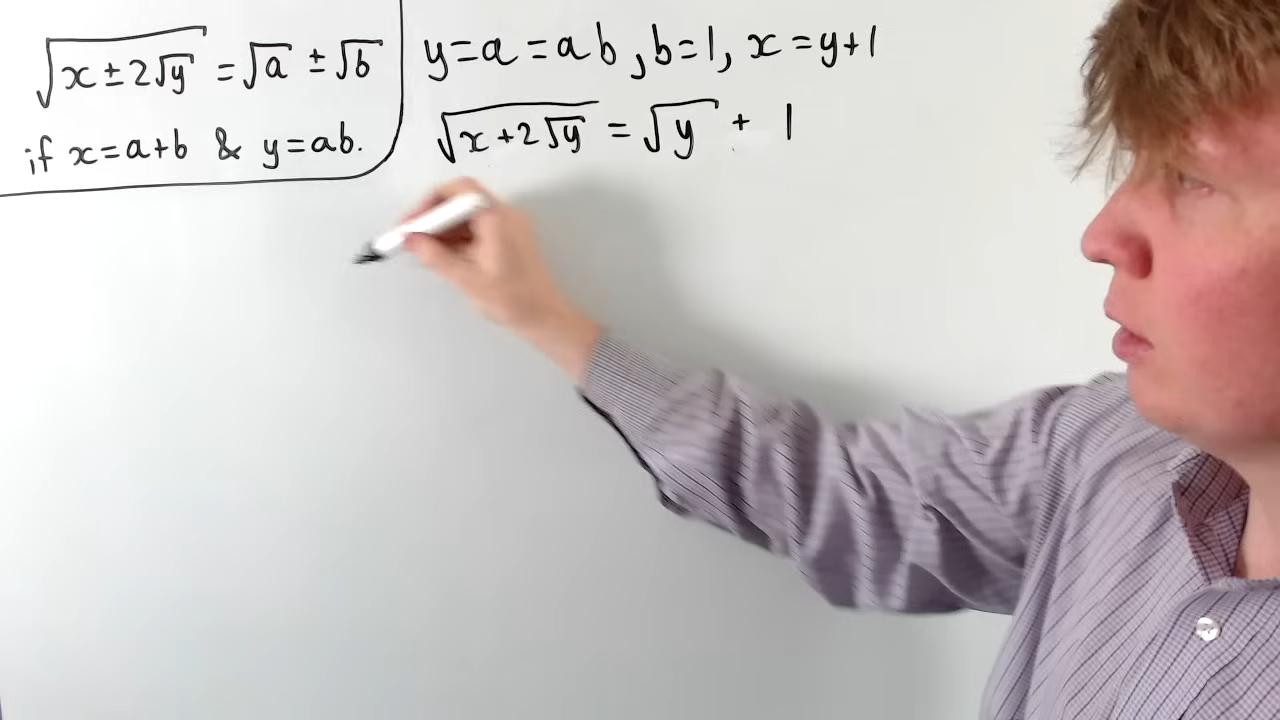 √(x±2√y) = √a ± √b
if x=a+b & y=ab.
y=a=ab, b=1, x=y+1
√(x+2√y) = √y + 1